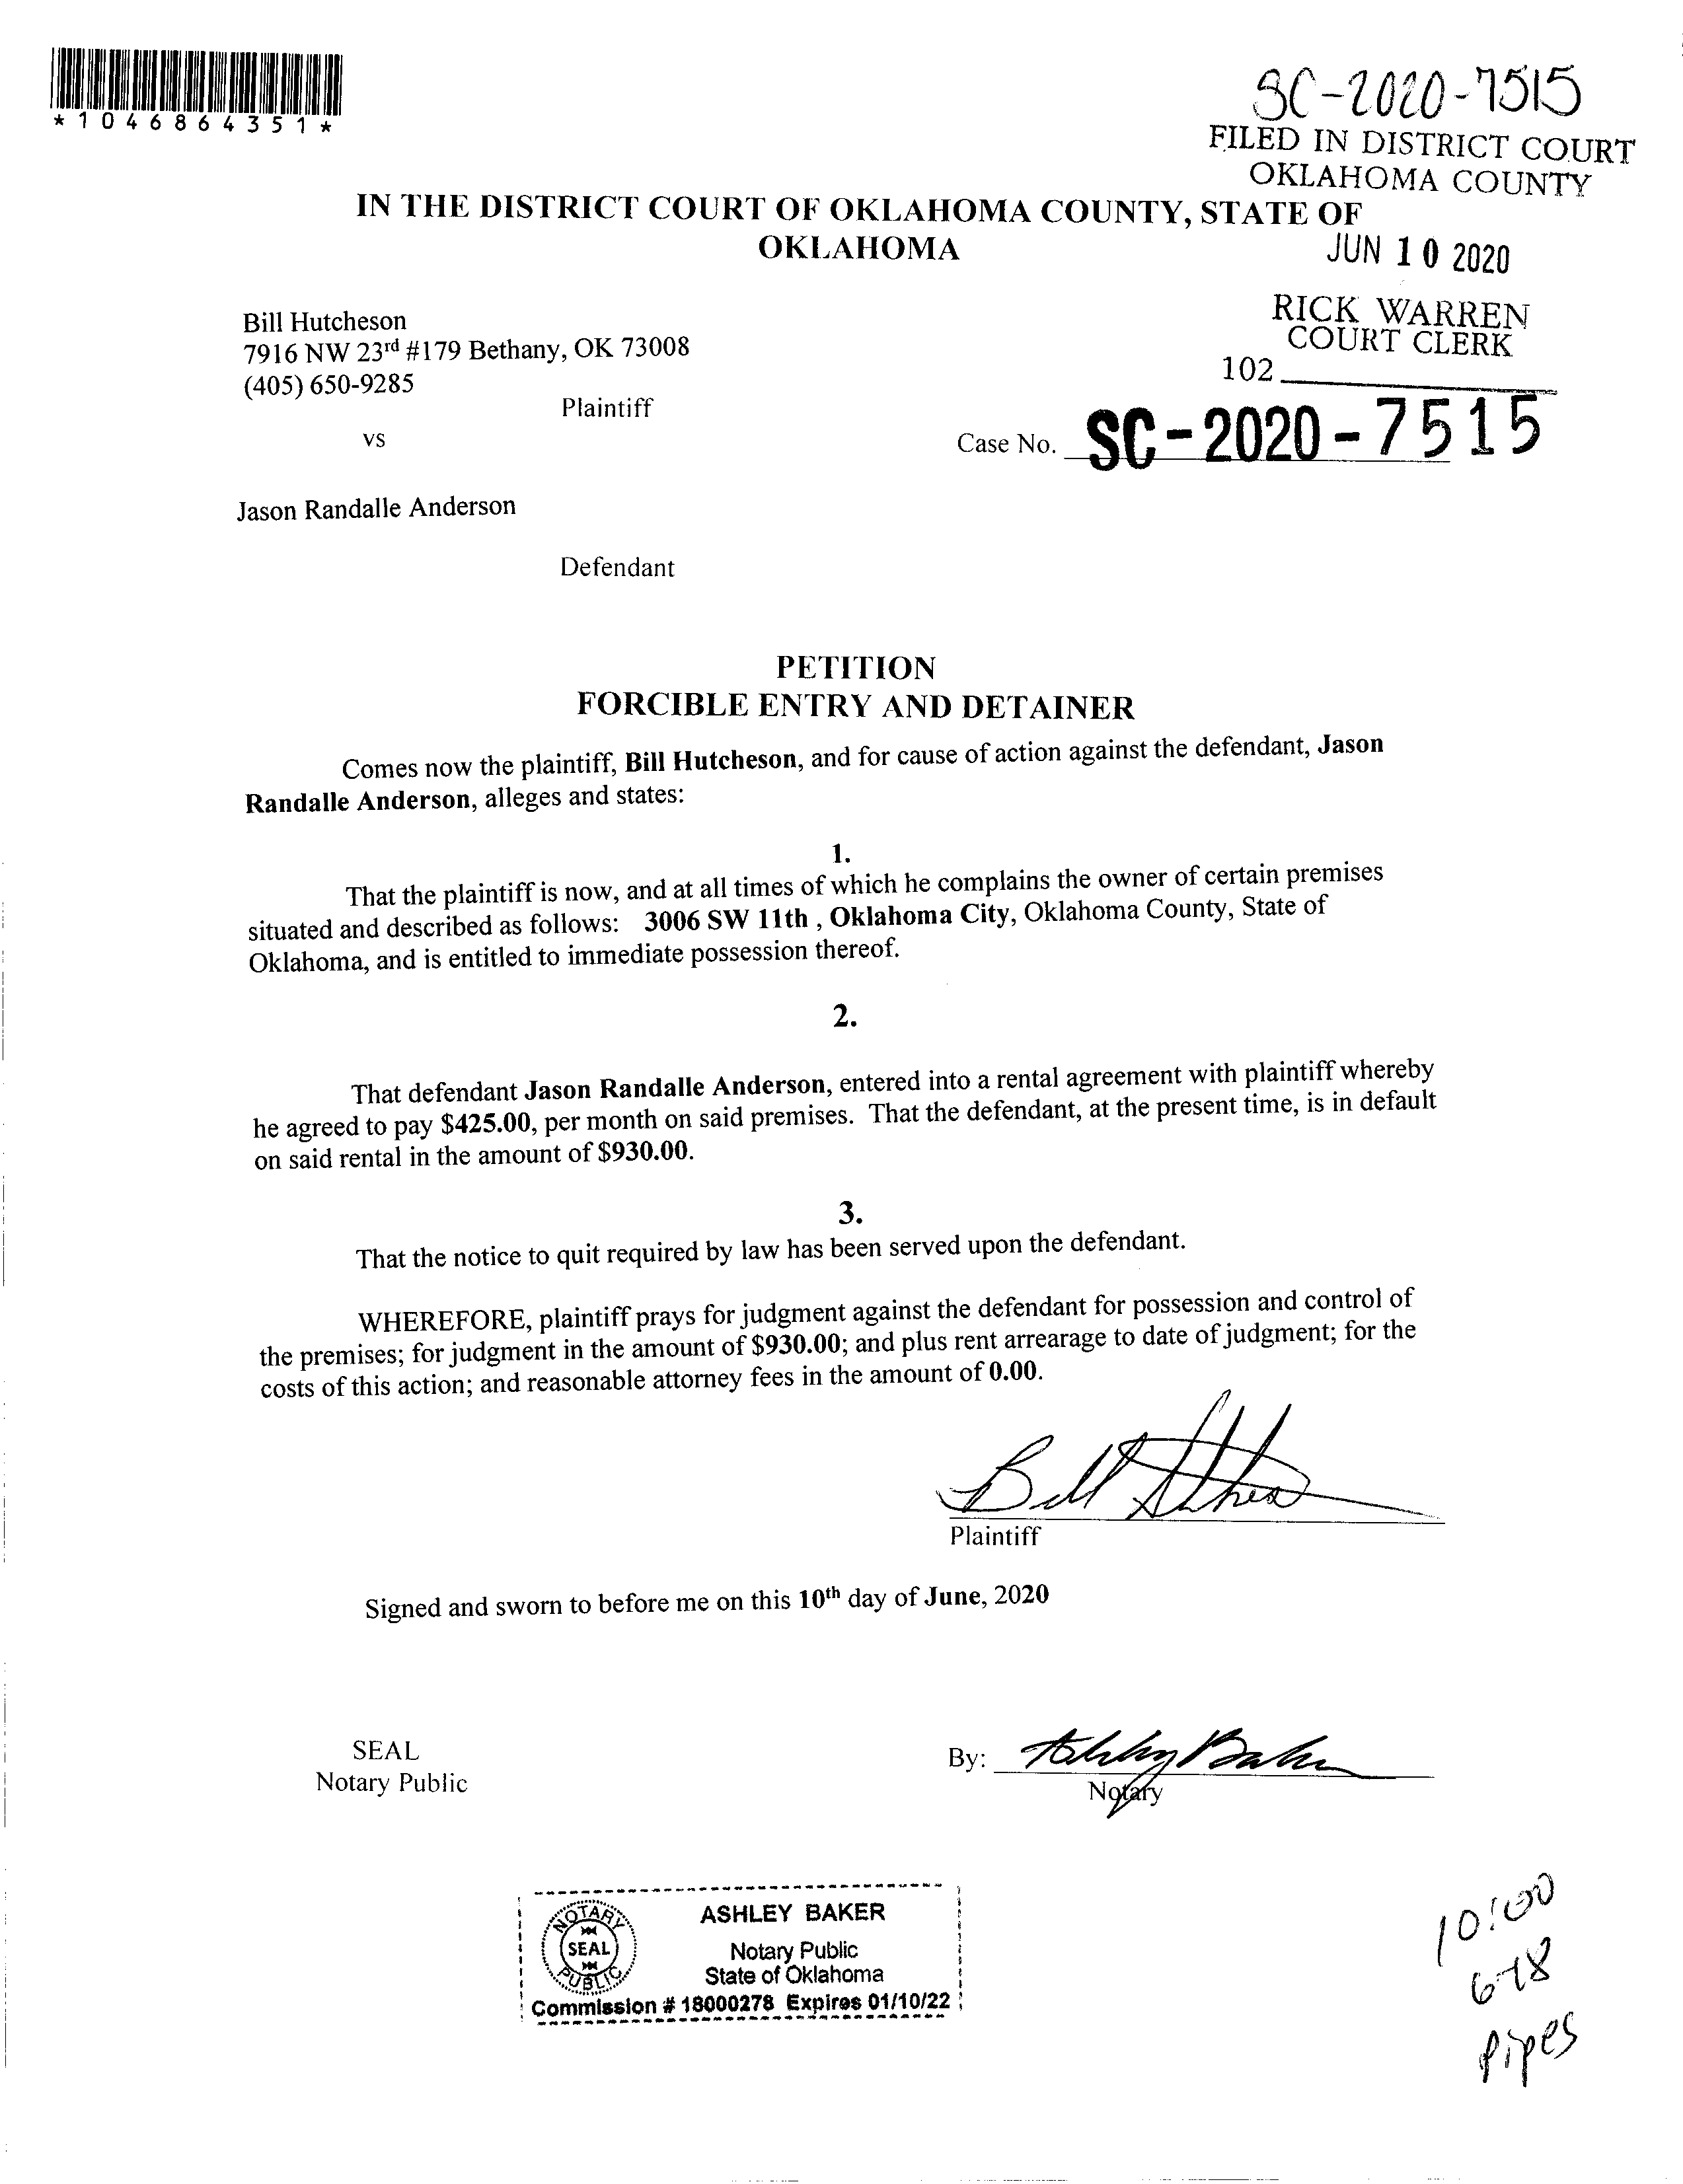 *1046864351*
SC-2020-7515
FILED IN DISTRICT COURT
OKLAHOMA COUNTY
IN THE DISTRICT COURT OF OKLAHOMA COUNTY, STATE OF
OKLAHOMA
JUN 10 2020
RICK WARREN
COURT CLERK
102
Bill Hutcheson
7916 NW 23rd #179 Bethany, OK 73008
(405) 650-9285
Plaintiff
vs
Case No. SC-2020-7515
Jason Randalle Anderson
Defendant
PETITION
FORCIBLE ENTRY AND DETAINER
Comes now the plaintiff, Bill Hutcheson, and for cause of action against the defendant, Jason
Randalle Anderson, alleges and states:
1.
That the plaintiff is now, and at all times of which he complains the owner of certain premises
situated and described as follows: 3006 SW 11th , Oklahoma City, Oklahoma County, State of
Oklahoma, and is entitled to immediate possession thereof.
2.
That defendant Jason Randalle Anderson, entered into a rental agreement with plaintiff whereby
he agreed to pay $425.00, per month on said premises. That the defendant, at the present time, is in default
on said rental in the amount of $930.00.
3.
That the notice to quit required by law has been served upon the defendant.
WHEREFORE, plaintiff prays for judgment against the defendant for possession and control of
the premises; for judgment in the amount of $930.00; and plus rent arrearage to date of judgment; for the
costs of this action; and reasonable attorney fees in the amount of 0.00.
Plaintiff
Signed and sworn to before me on this 10th day of June, 2020
SEAL
Notary Public
By: Ashley Baker
Notary
NOTARY
SEAL
PUBLIC
ASHLEY BAKER
Notary Public
State of Oklahoma
Commission # 18000278 Expires 01/10/22
10:00
6-18
Pipes